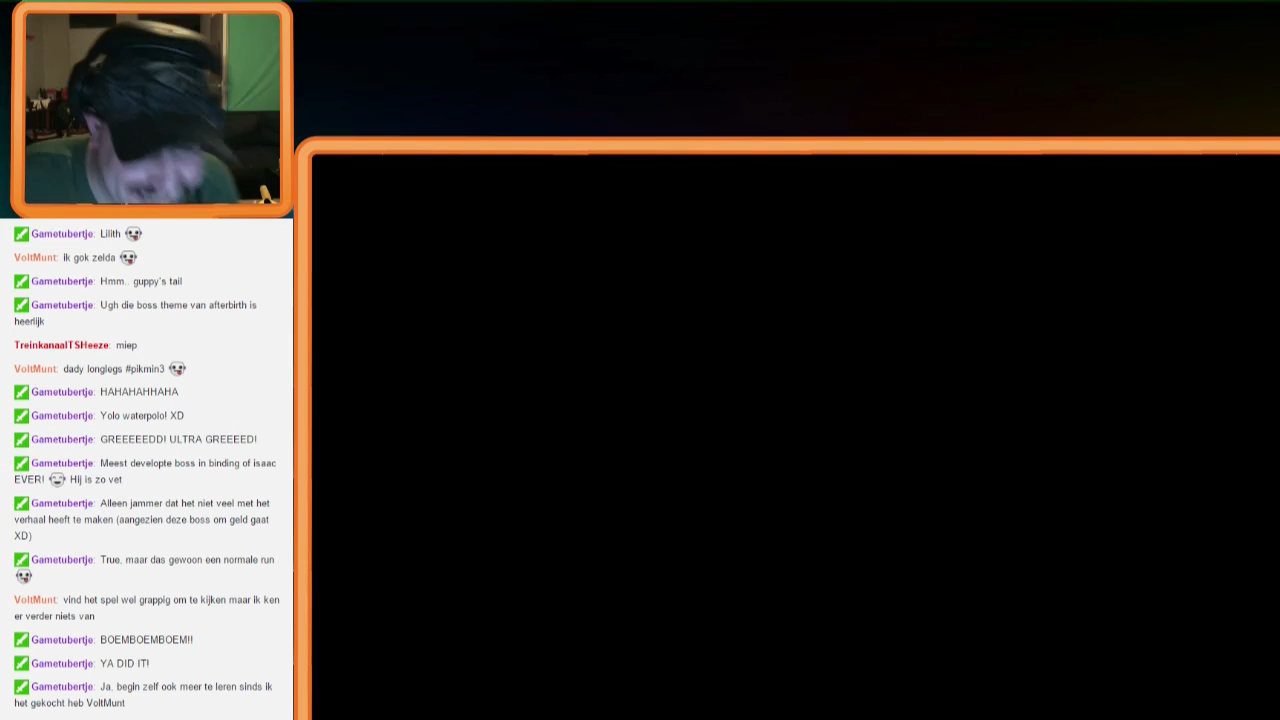 Gametubertje: Lilith
VoltMunt: ik gok zelda
Gametubertje: Hmm.. guppy's tail
Gametubertje: Ugh die boss theme van afterbirth is
heerlijk
TreinkanaalTSHeeze: miep
VoltMunt: dady longlegs #pikmin3
Gametubertje: HAHAHAHHAHA
Gametubertje: Yolo waterpolo! XD
Gametubertje: GREEEEEDD! ULTRA GREEEED!
Gametubertje: Meest developte boss in binding of isaac
EVER! Hij is zo vet
Gametubertje: Alleen jammer dat het niet veel met het
verhaal heeft te maken (aangezien deze boss om geld gaat
XD)
Gametubertje: True, maar das gewoon een normale run
VoltMunt: vind het spel wel grappig om te kijken maar ik ken
er verder niets van
Gametubertje: BOEMBOEMBOEM!!
Gametubertje: YA DID IT!
Gametubertje: Ja, begin zelf ook meer te leren sinds ik
het gekocht heb VoltMunt